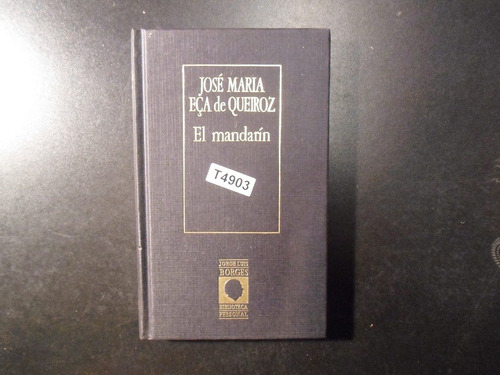 JOSÉ MARIA
EÇA de QUEIROZ
El mandarín
T4903
JORGE LUIS
BORGES
BIBLIOTECA
PERSONAL